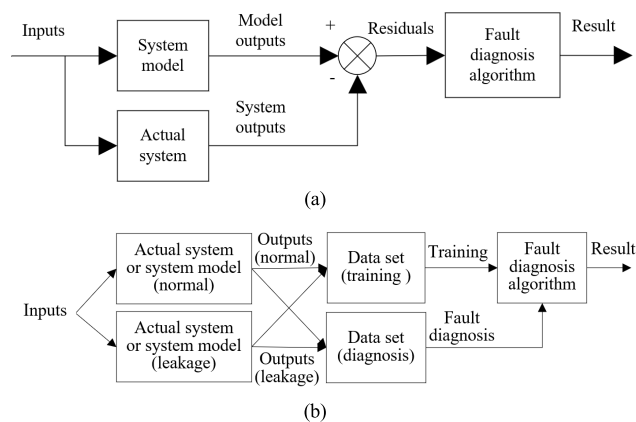 Inputs
System
model
Model
outputs
+
-
Residuals
Fault
diagnosis
algorithm
Result
Actual
system
System
outputs
(a)
Inputs
Actual system
or system model
(normal)
Outputs
(normal)
Data set
(training )
Training
Fault
diagnosis
algorithm
Result
Actual system
or system model
(leakage)
Outputs
(leakage)
Data set
(diagnosis)
Fault
diagnosis
(b)